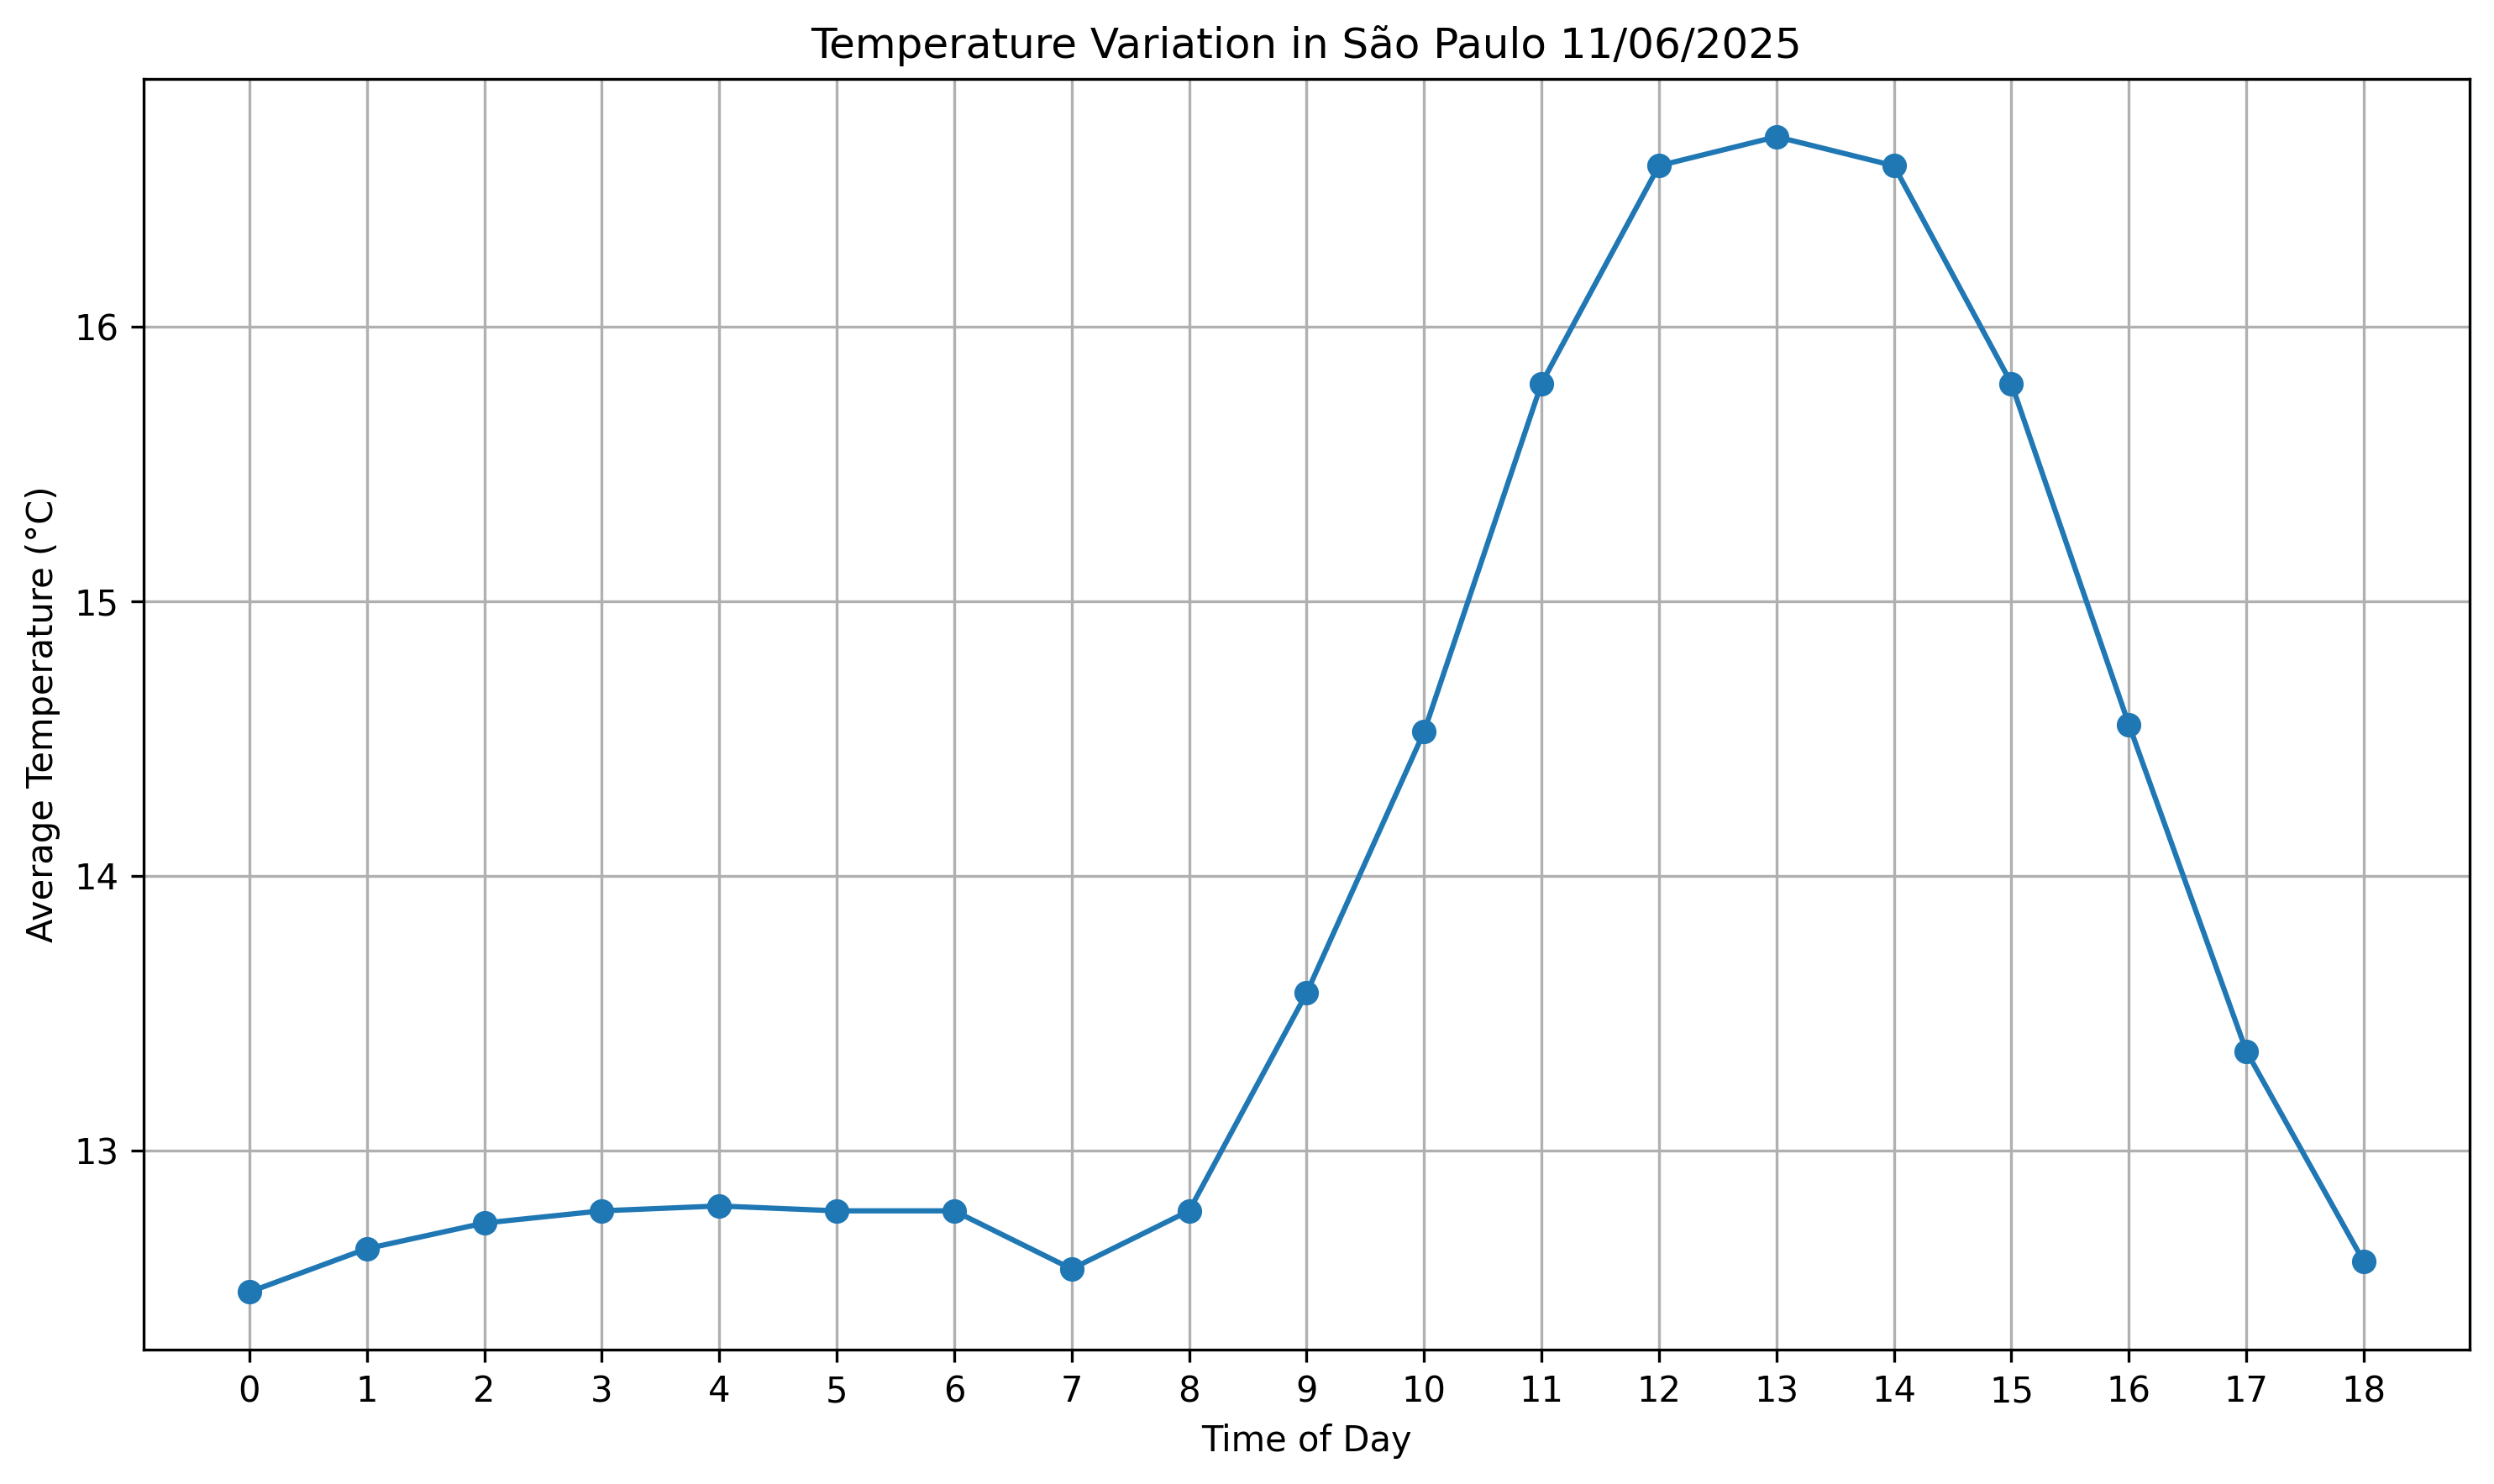 Temperature Variation in São Paulo 11/06/2025
Average Temperature (°C)
16
15
14
13
0 1 2 3 4 5 6 7 8 9 10 11 12 13 14 15 16 17 18
Time of Day